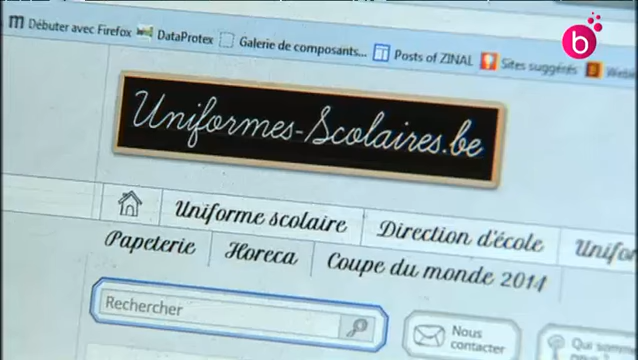 Débuter avec Firefox DataProtex Galerie de composants... Posts of ZINAL Sites suggérés
b
Uniformes-Scolaires.be
Uniforme scolaire Direction d'école
Papeterie Horeca Coupe du monde 2014
Rechercher
Nous
contacter
Qui